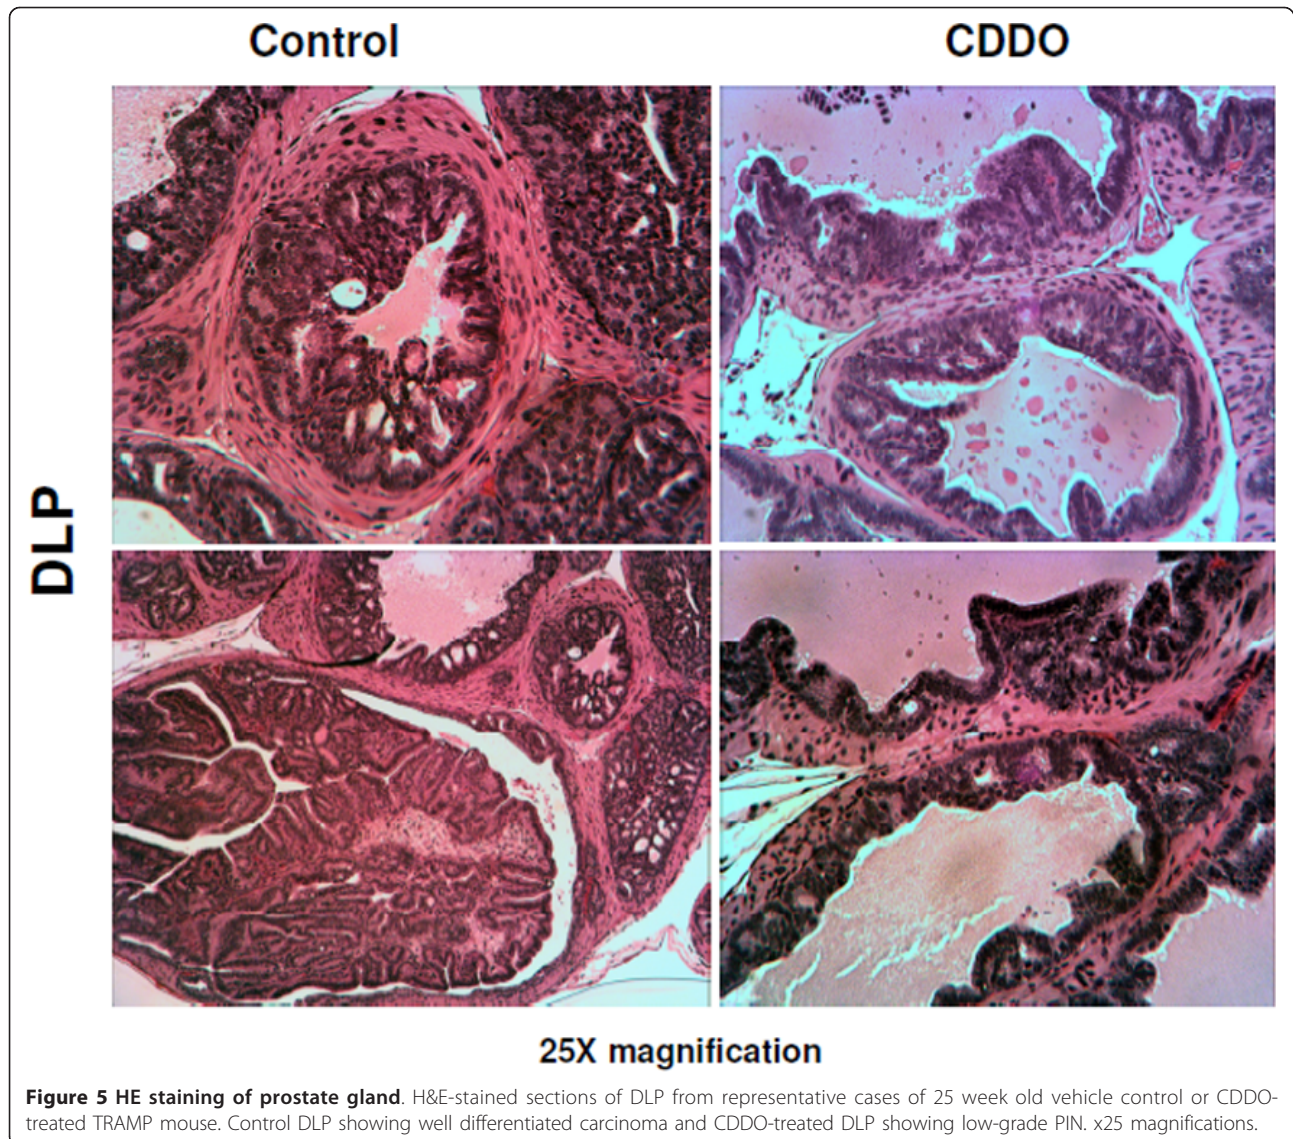 Control
CDDO
DLP
25X magnification
Figure 5 HE staining of prostate gland. H&E-stained sections of DLP from representative cases of 25 week old vehicle control or CDDO-
treated TRAMP mouse. Control DLP showing well differentiated carcinoma and CDDO-treated DLP showing low-grade PIN. x25 magnifications.